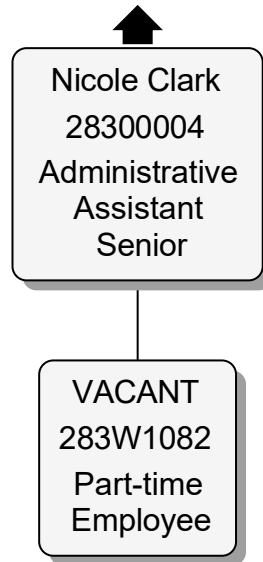 Nicole Clark
28300004
Administrative
Assistant
Senior
VACANT
283W1082
Part-time
Employee